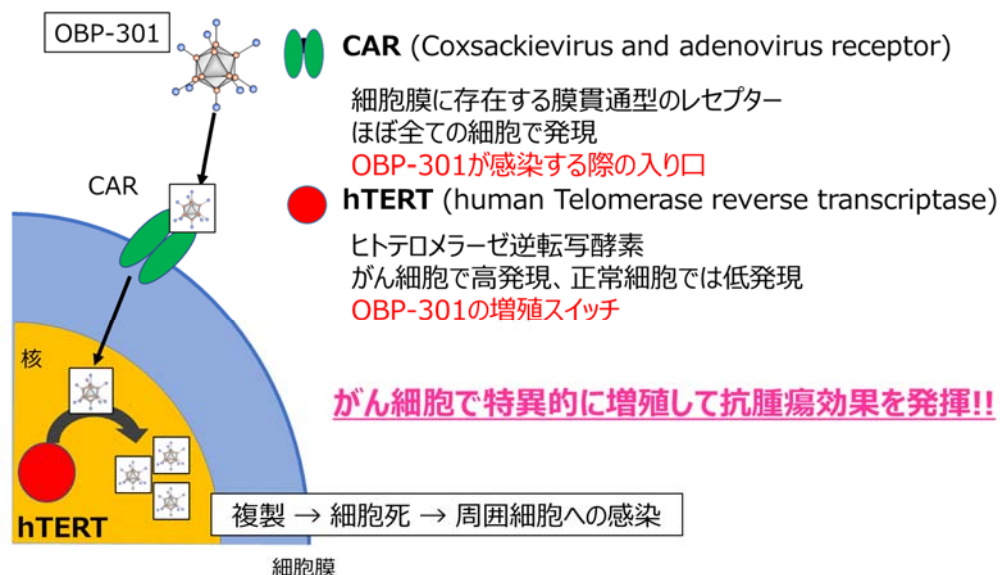 OBP-301
CAR (Coxsackievirus and adenovirus receptor)
細胞膜に存在する膜貫通型のレセプター
ほぼ全ての細胞で発現
OBP-301が感染する際の入り口
CAR
hTERT (human Telomerase reverse transcriptase)
ヒトテロメラーゼ逆転写酵素
がん細胞で高発現、正常細胞では低発現
OBP-301の増殖スイッチ
核
がん細胞で特異的に増殖して抗腫瘍効果を発揮!!
hTERT
複製 → 細胞死 → 周囲細胞への感染
細胞膜